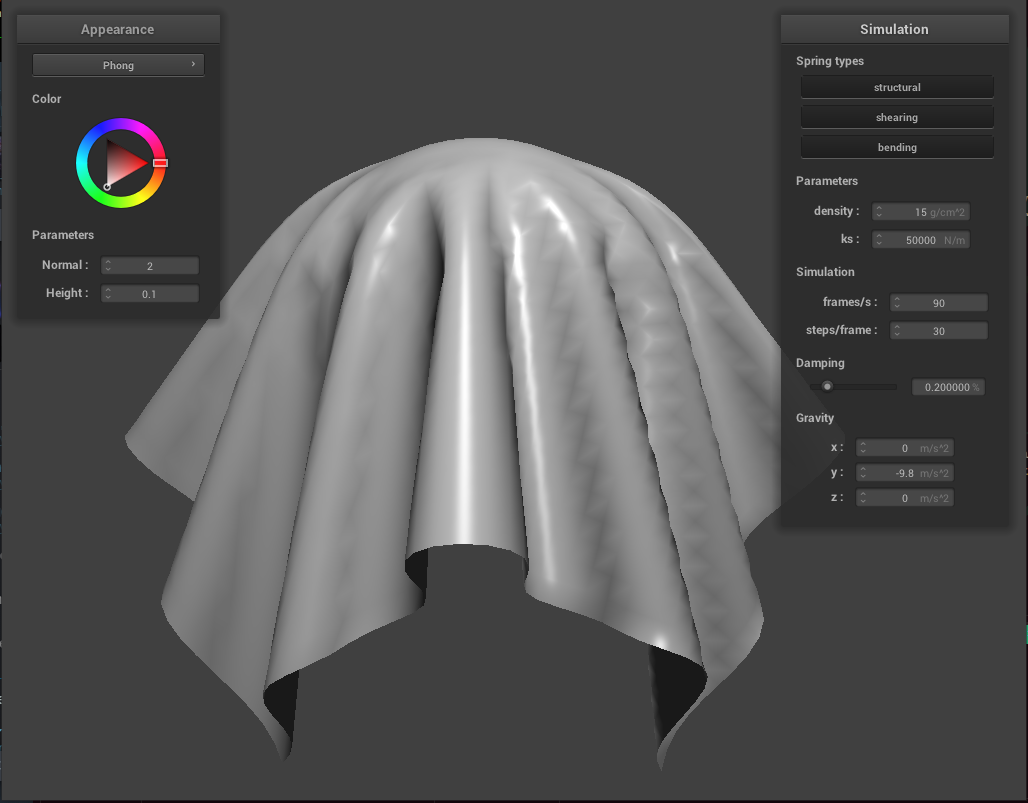 Appearance
Phong ›
Color
Parameters
Normal : 2
Height : 0.1
Simulation
Spring types
structural
shearing
bending
Parameters
density : 15 g/cm^2
ks : 50000 N/m
Simulation
frames/s : 90
steps/frame : 30
Damping
0.200000 %
Gravity
x : 0 m/s^2
y : -9.8 m/s^2
z : 0 m/s^2